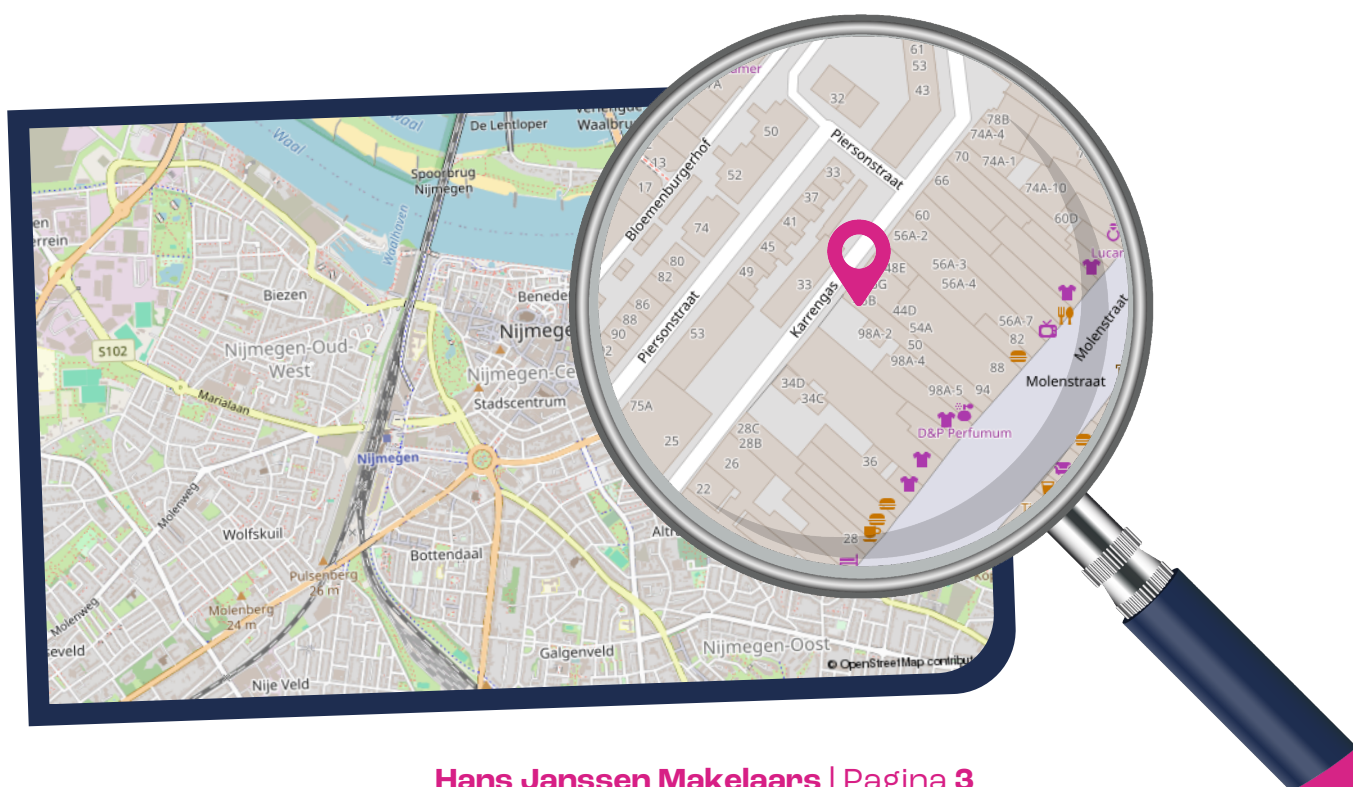 De Lentloper
Waal
Waal
Spoorbrug
Nijmegen
Waalhaven
Biezen
S102
Nijmegen-Oud-
West
Marialaan
Stadscentrum
Nijmegen
Molenweg
Wolfskuil
Bottendaal
Pulsenberg
26 m
Molenberg
24 m
Molenweg
Nije Veld
Galgenveld
Nijmegen-Oost
61
53
43
32
50
13
17
52
Bloemenburgerhof
Piersonstraat
33
37
41
45
49
74
80
82
86
88
90
53
Piersonstraat
33
Karrengas
78B
74A-4
70
74A-1
66
74A-10
60D
60
56A-2
56A-3
56A-4
48E
44D
54A
50
98A-2
98A-4
56A-7
82
88
98A-5
94
Molenstraat
Molenstraat
D&P Perfumum
34D
34C
28C
28B
26
22
36
28
75A
25
© OpenStreetMap
Hans Janssen Makelaars | Pagina 3